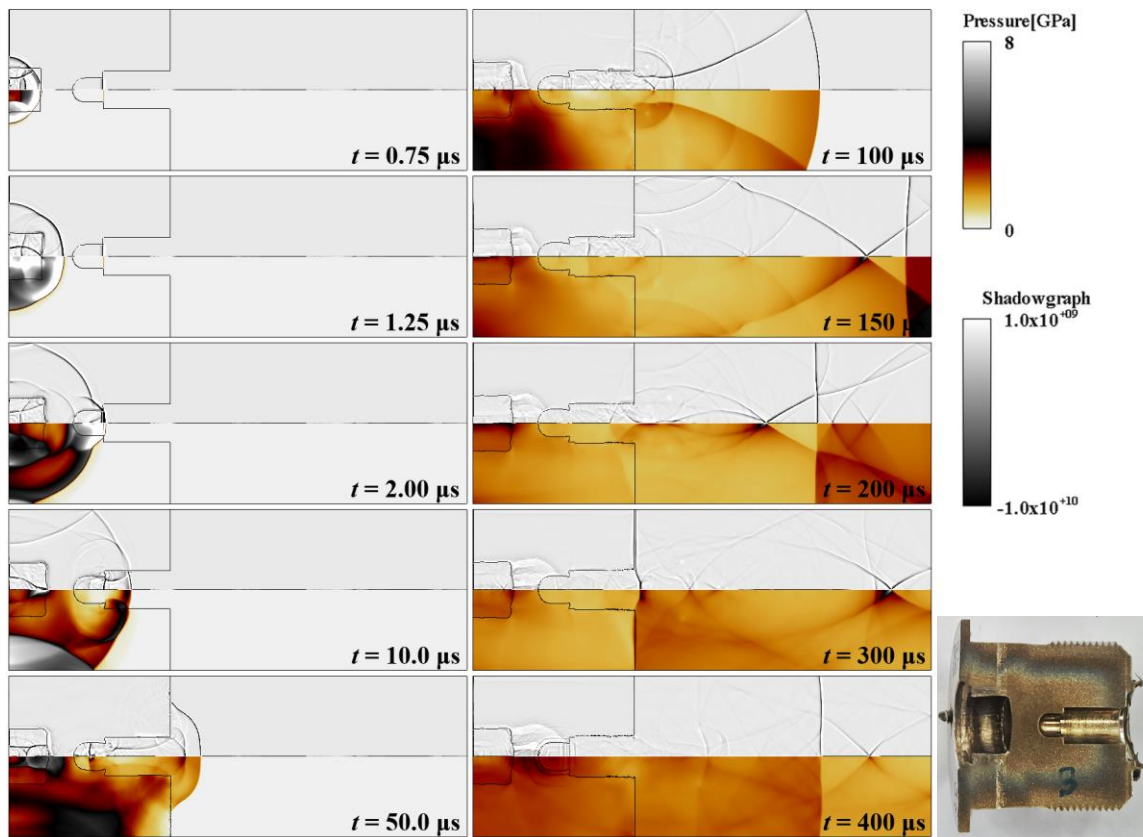 t = 0.75 µs
t = 1.25 µs
t = 2.00 µs
t = 10.0 µs
t = 50.0 µs
t = 100 µs
t = 150 µs
t = 200 µs
t = 300 µs
t = 400 µs
Pressure[GPa]
8
0
Shadowgraph
1.0x10⁺⁰⁹
-1.0x10⁺¹⁰
3